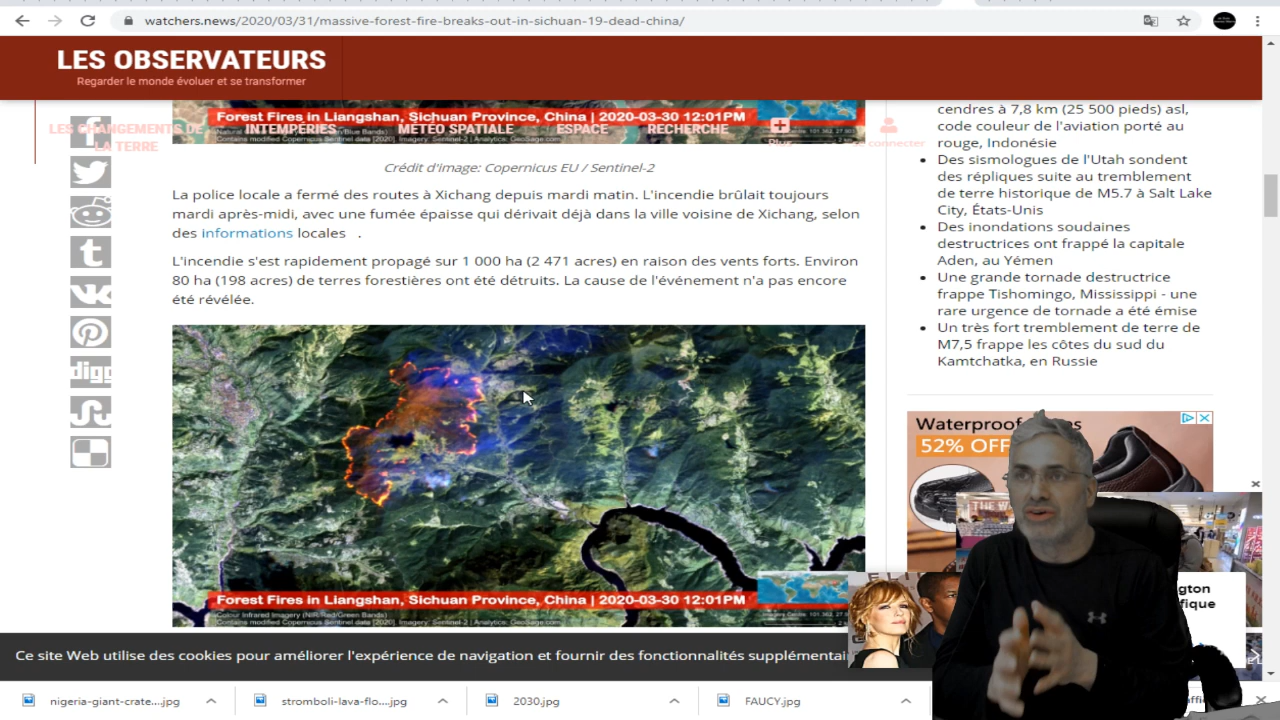 watchers.news/2020/03/31/massive-forest-fire-breaks-out-in-sichuan-19-dead-china/
LES OBSERVATEURS
Regarder le monde évoluer et se transformer
Forest Fires in Liangshan, Sichuan Province, China | 2020-03-30 12:01PM
LES CHANGEMENTS DE
LA TERRE
INTEMPÉRIES
MÉTÉO SPATIALE
ESPACE
RECHERCHE
Plus
connecter
Crédit d'image: Copernicus EU / Sentinel-2
La police locale a fermé des routes à Xichang depuis mardi matin. L'incendie brûlait toujours
mardi après-midi, avec une fumée épaisse qui dérivait déjà dans la ville voisine de Xichang, selon
des informations locales .
L'incendie s'est rapidement propagé sur 1 000 ha (2 471 acres) en raison des vents forts. Environ
80 ha (198 acres) de terres forestières ont été détruits. La cause de l'événement n'a pas encore
été révélée.
Forest Fires in Liangshan, Sichuan Province, China | 2020-03-30 12:01PM
Colour Infrared Imagery (NIR/Red/Green Bands)
Contains modified Copernicus Sentinel data [2020]. Imagery: Sentinel-2 | Analytics: GeoSage.com
cendres à 7,8 km (25 500 pieds) asl,
code couleur de l'aviation porté au
rouge, Indonésie
Des sismologues de l'Utah sondent
des répliques suite au tremblement
de terre historique de M5.7 à Salt Lake
City, États-Unis
Des inondations soudaines
destructrices ont frappé la capitale
Aden, au Yémen
Une grande tornade destructrice
frappe Tishomingo, Mississippi - une
rare urgence de tornade a été émise
Un très fort tremblement de terre de
M7,5 frappe les côtes du sud du
Kamtchatka, en Russie
Waterproof
52% OFF
digg
Ce site Web utilise des cookies pour améliorer l'expérience de navigation et fournir des fonctionnalités
nigeria-giant-crate....jpg
stromboli-lava-flo....jpg
2030.jpg
FAUCY.jpg